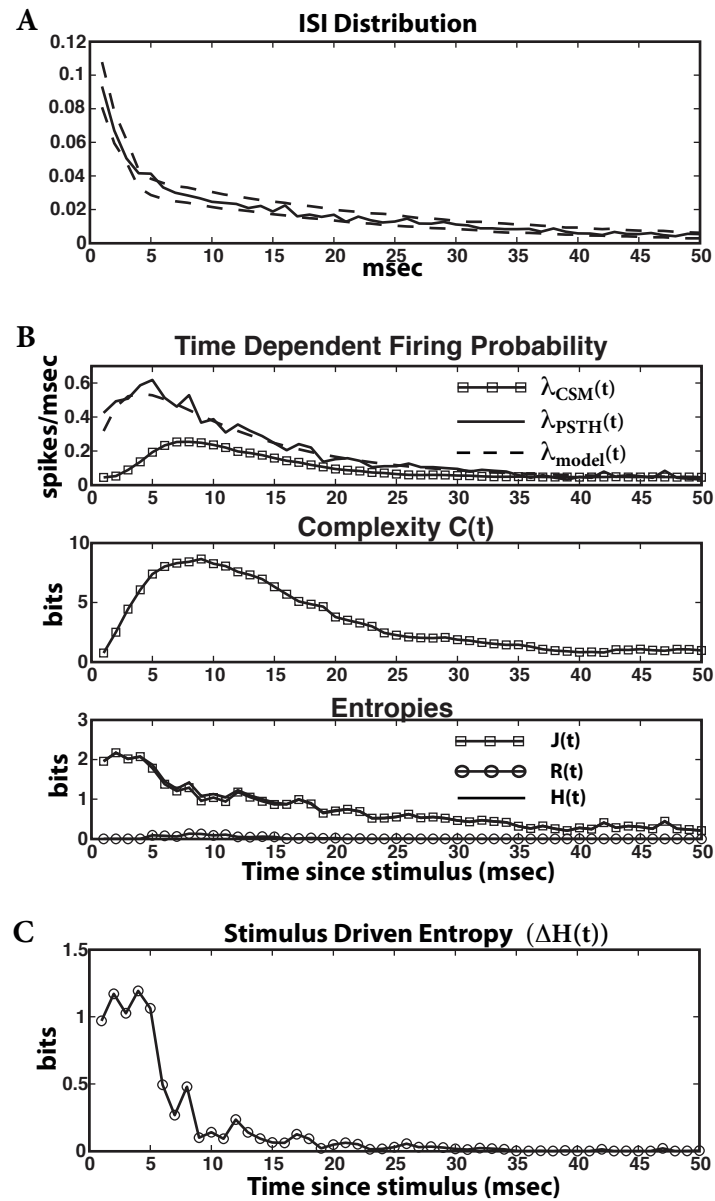 A
ISI Distribution
0.12
0.1
0.08
0.06
0.04
0.02
0
0 5 10 15 20 25 30 35 40 45 50
msec
B
Time Dependent Firing Probability
spikes/msec
0.6
0.4
0.2
0
λCSM(t)
λPSTH(t)
λmodel(t)
0 5 10 15 20 25 30 35 40 45 50
Complexity C(t)
bits
10
5
0
0 5 10 15 20 25 30 35 40 45 50
Entropies
bits
3
2
1
0
J(t)
R(t)
H(t)
0 5 10 15 20 25 30 35 40 45 50
Time since stimulus (msec)
C
Stimulus Driven Entropy (ΔH(t))
bits
1.5
1
0.5
0
0 5 10 15 20 25 30 35 40 45 50
Time since stimulus (msec)